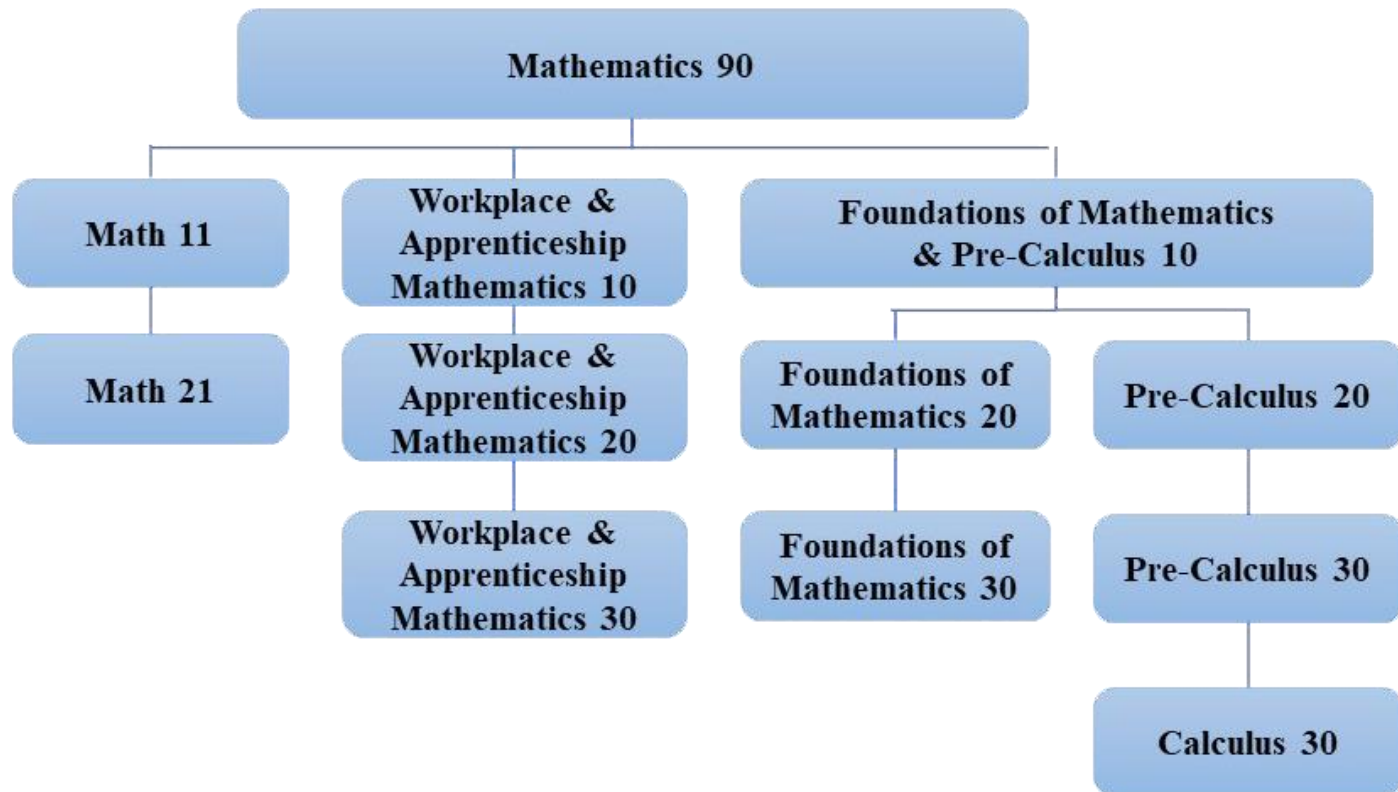 Mathematics 90
Math 11
Workplace &
Apprenticeship
Mathematics 10
Foundations of Mathematics
& Pre-Calculus 10
Math 21
Workplace &
Apprenticeship
Mathematics 20
Foundations of
Mathematics 20
Pre-Calculus 20
Workplace &
Apprenticeship
Mathematics 30
Foundations of
Mathematics 30
Pre-Calculus 30
Calculus 30